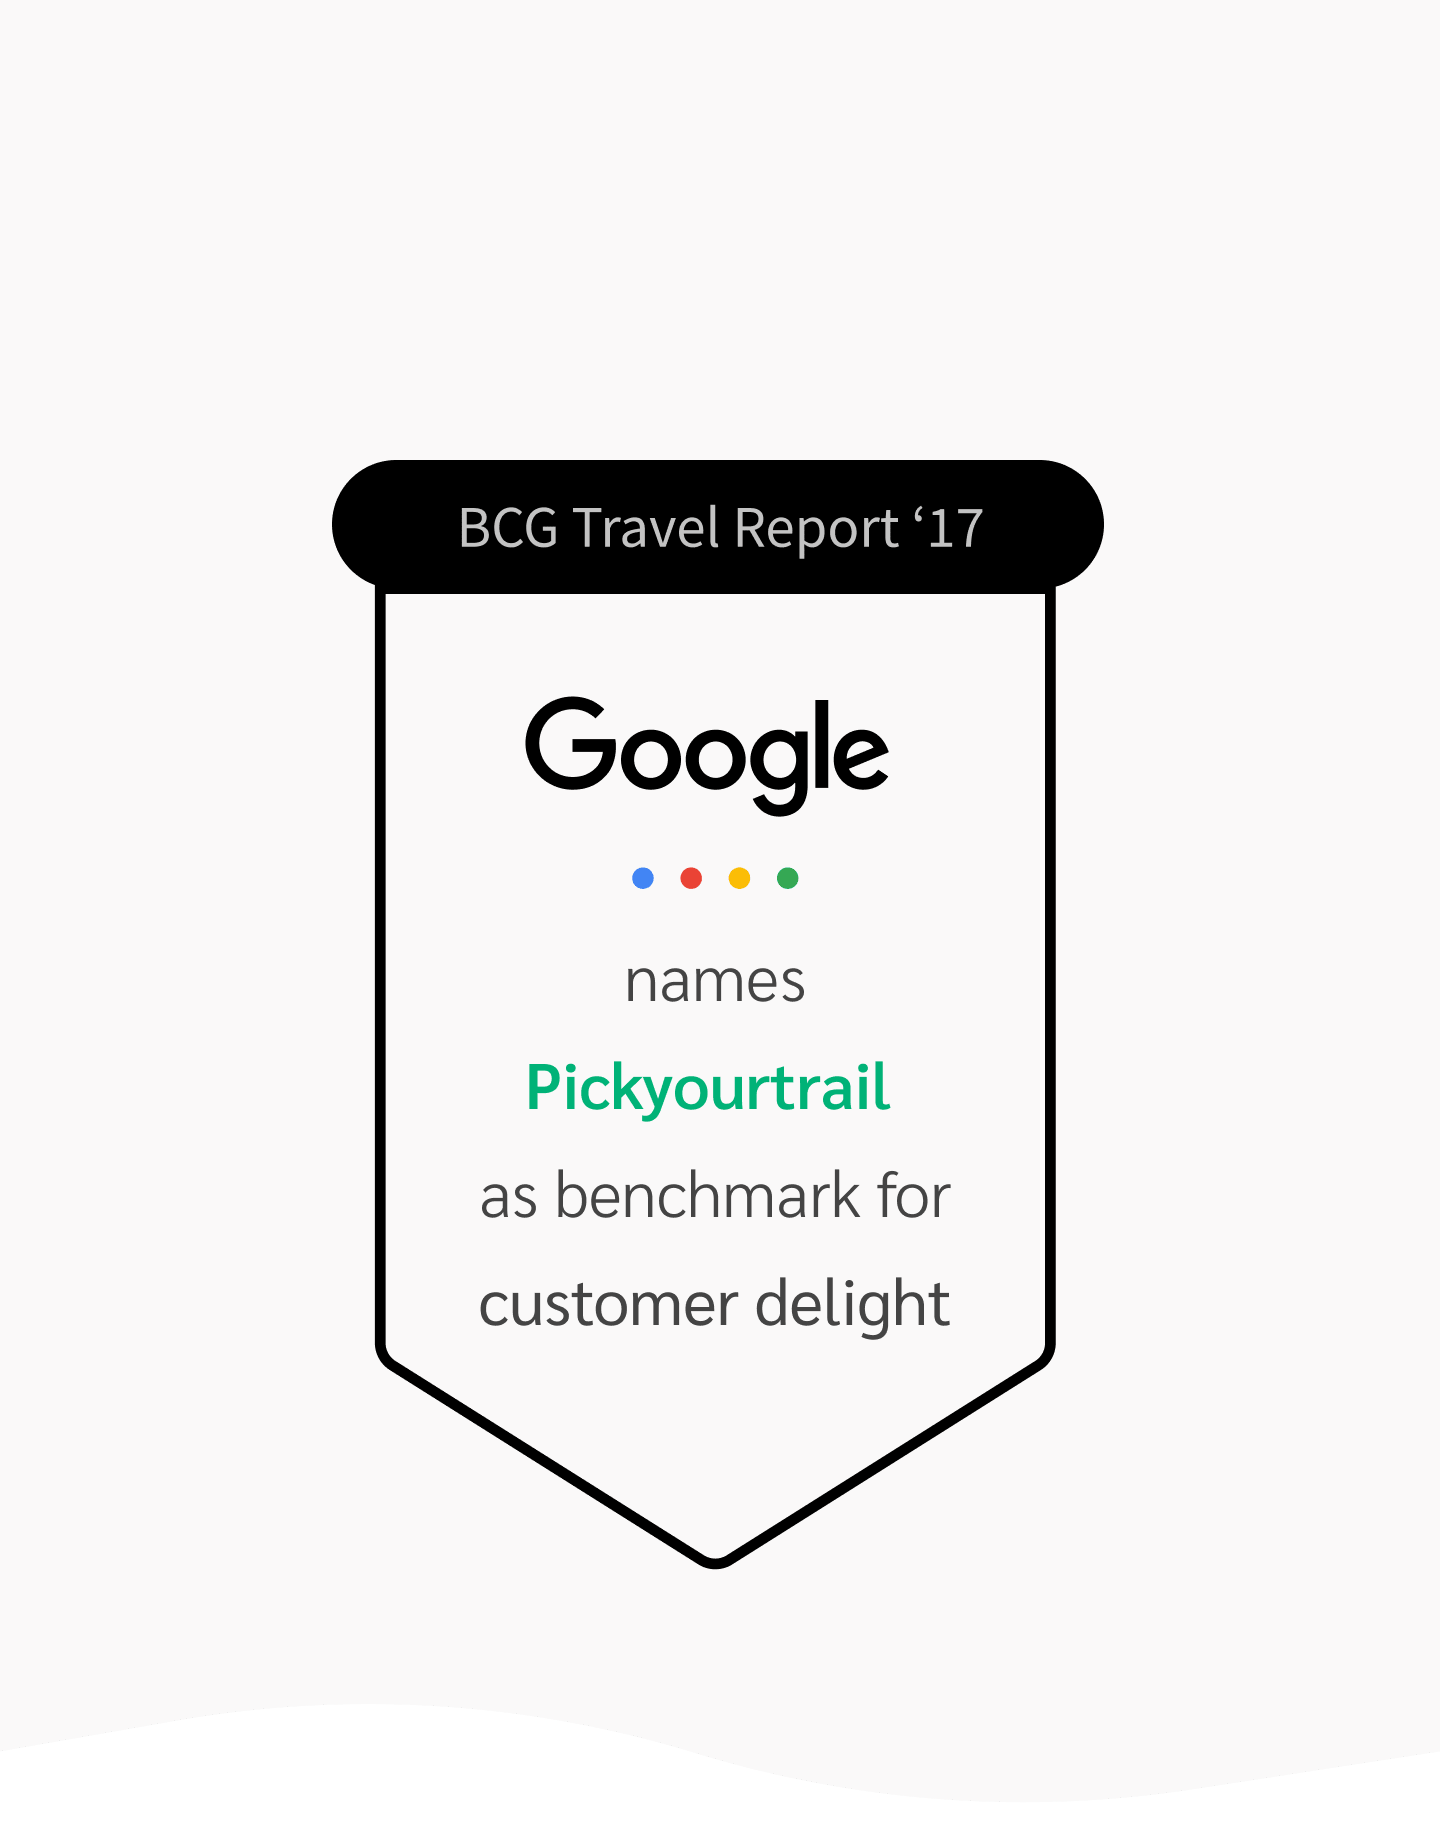 BCG Travel Report ‘17
Google
names
Pickyourtrail
as benchmark for
customer delight